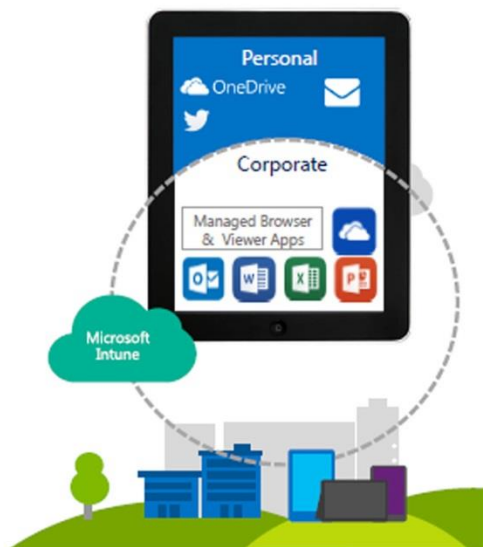 Personal
OneDrive
Corporate
Managed Browser
& Viewer Apps
Microsoft
Intune